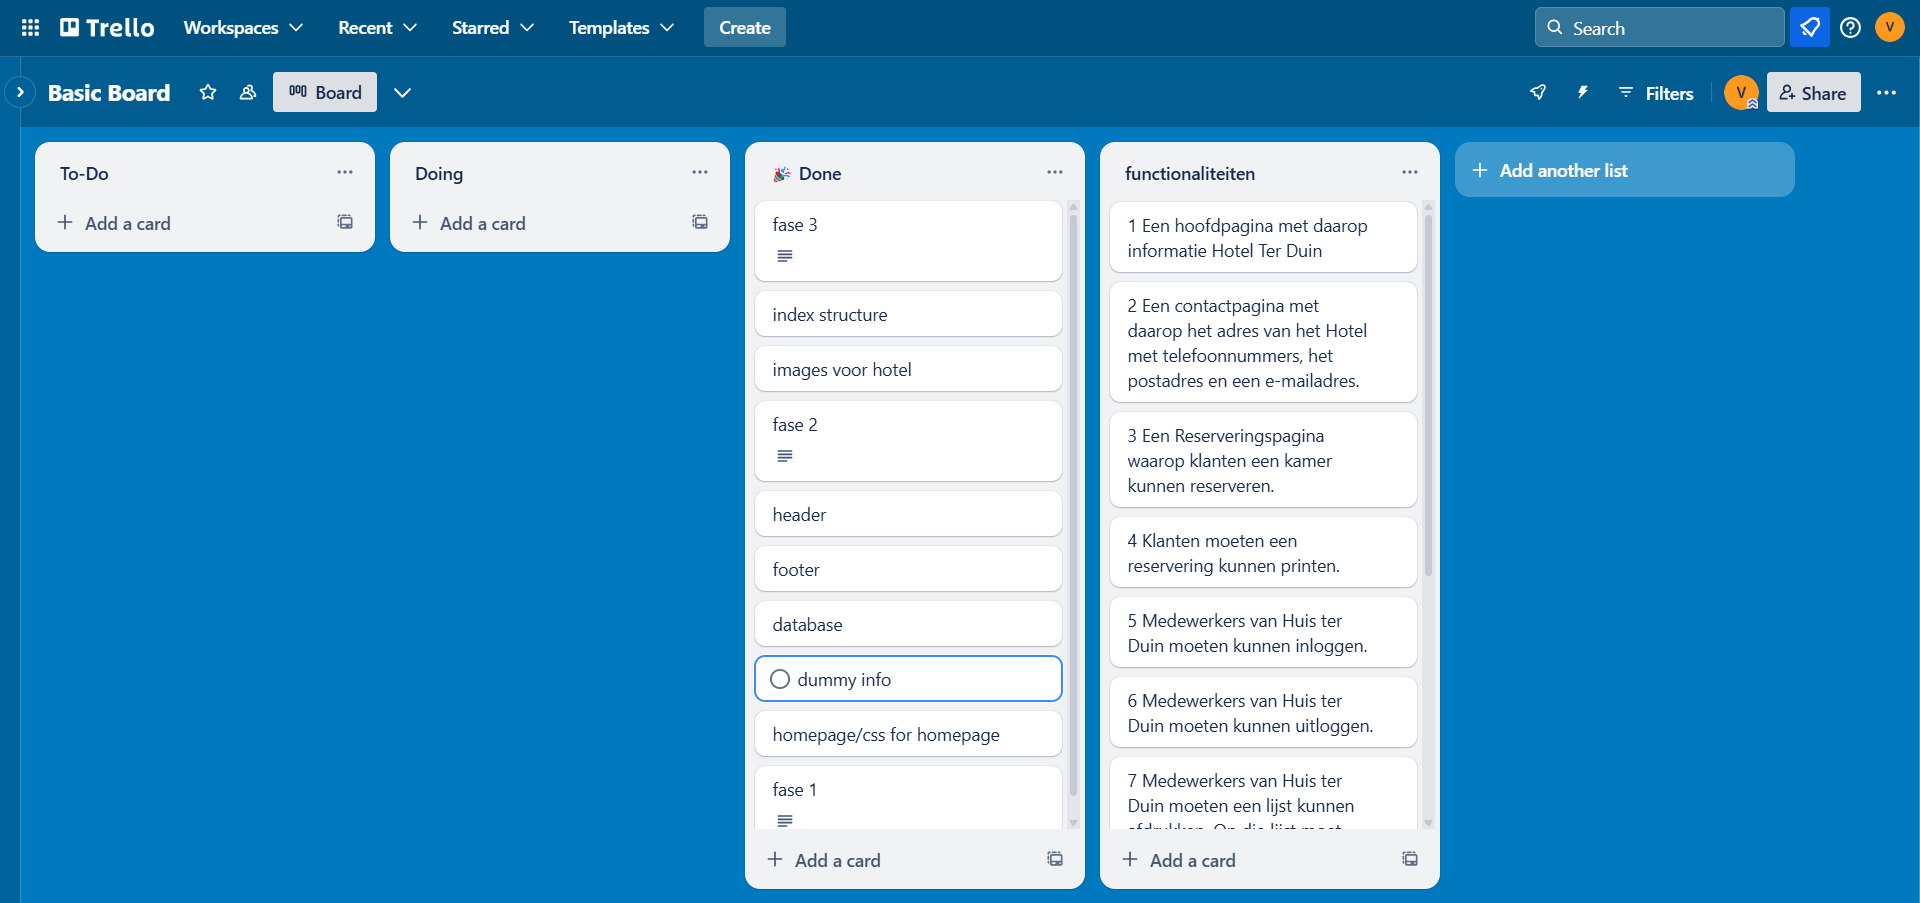 Trello
Workspaces
Recent
Starred
Templates
Create
Search
V
Basic Board
Board
Filters
V
Share
To-Do
Add a card
Doing
Add a card
Done
fase 3
index structure
images voor hotel
fase 2
header
footer
database
dummy info
homepage/css for homepage
fase 1
Add a card
functionaliteiten
1 Een hoofdpagina met daarop
informatie Hotel Ter Duin
2 Een contactpagina met
daarop het adres van het Hotel
met telefoonnummers, het
postadres en een e-mailadres.
3 Een Reserveringspagina
waarop klanten een kamer
kunnen reserveren.
4 Klanten moeten een
reservering kunnen printen.
5 Medewerkers van Huis ter
Duin moeten kunnen inloggen.
6 Medewerkers van Huis ter
Duin moeten kunnen uitloggen.
7 Medewerkers van Huis ter
Duin moeten een lijst kunnen
afdrukken. Op die lijst moet
Add a card
Add another list